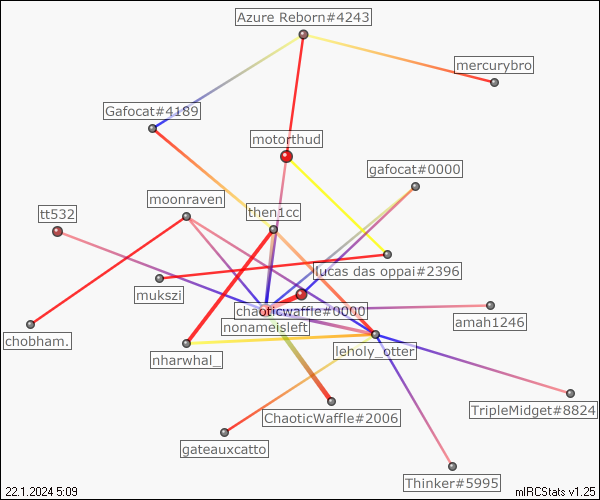 Azure Reborn#4243
mercurybro
Gafocat#4189
motorthud
gafocat#0000
moonraven
then1cc
tt532
lucas das oppai#2396
mukszi
chaoticwaffle#0000
amah1246
nonameisleft
chobham.
leholy_otter
nharwhal_
TripleMidget#8824
ChaoticWaffle#2006
gateauxcatto
Thinker#5995
22.1.2024 5:09
mIRCStats v1.25